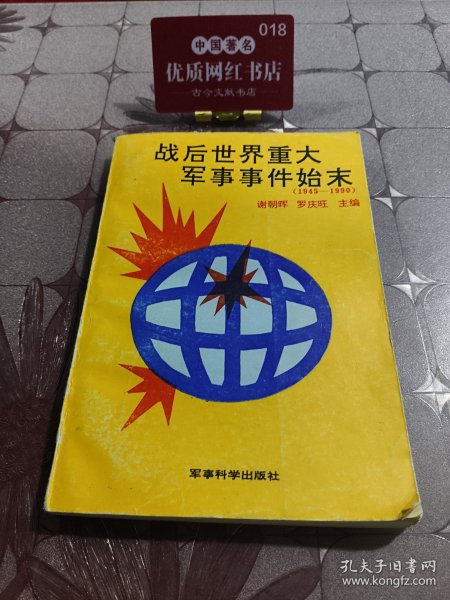 018
中国著名
优质网红书店
古今文献书店
战后世界重大
军事事件始末
(1945—1990)
谢朝晖 罗庆旺 主编
军事科学出版社
孔夫子旧书网
www.kongfz.com